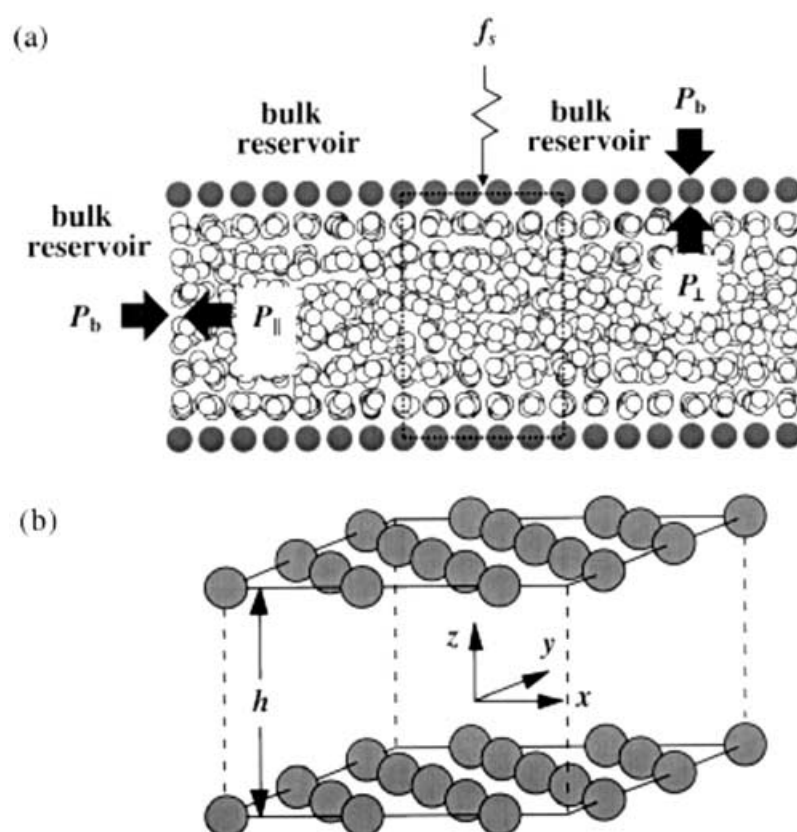 (a)
f_s
bulk
reservoir
bulk
reservoir
P_b
bulk
reservoir
P_b
P_∥
P_⊥
(b)
z
y
x
h